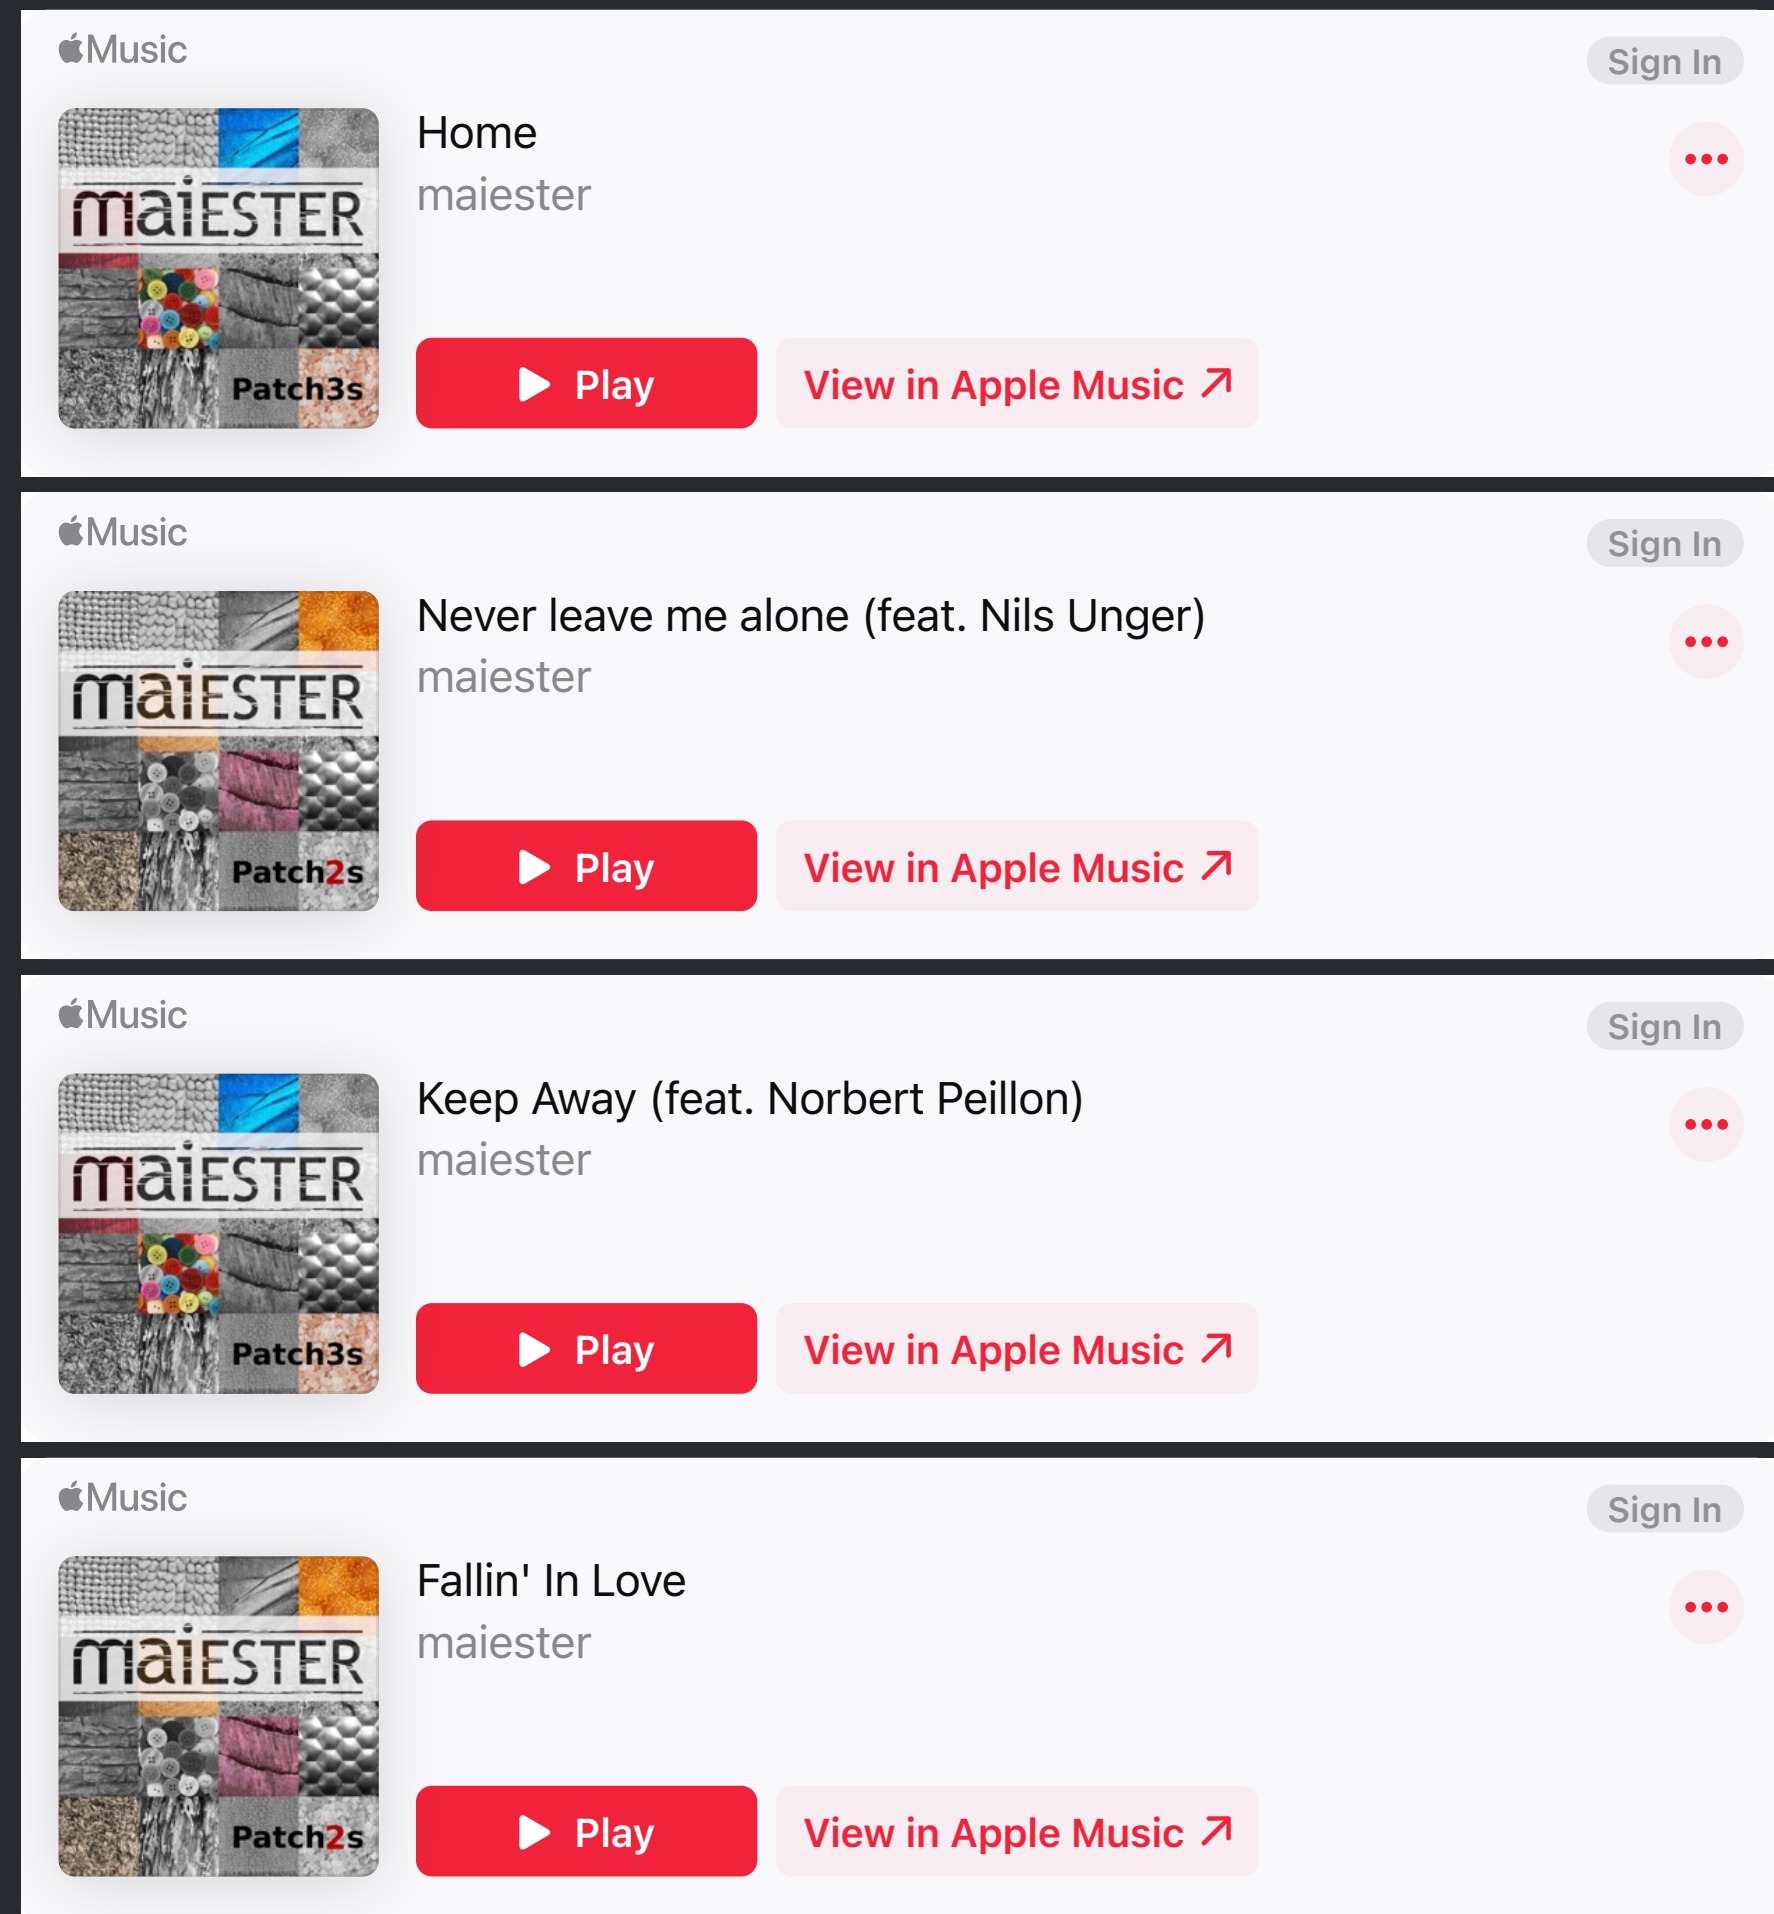 Music
Sign In
maiESTER
Patch3s
Home
maiester
Play
View in Apple Music
Music
Sign In
maiESTER
Patch2s
Never leave me alone (feat. Nils Unger)
maiester
Play
View in Apple Music
Music
Sign In
maiESTER
Patch3s
Keep Away (feat. Norbert Peillon)
maiester
Play
View in Apple Music
Music
Sign In
maiESTER
Patch2s
Fallin' In Love
maiester
Play
View in Apple Music